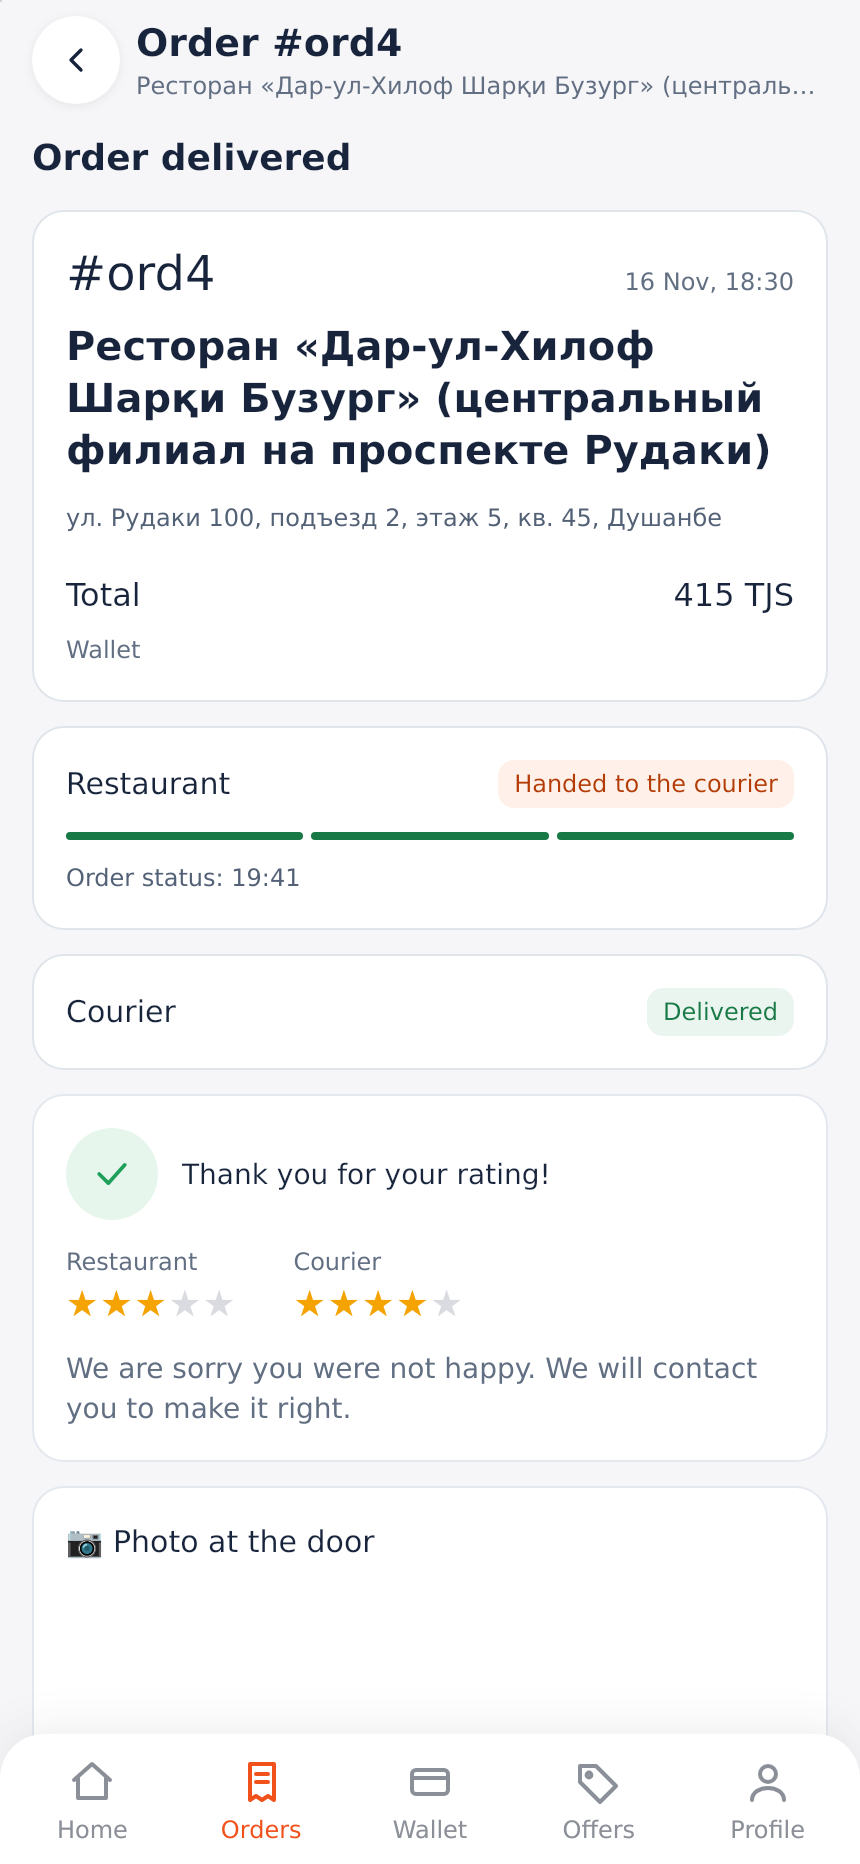 Order #ord4
Ресторан «Дар-ул-Хилоф Шарқи Бузург» (централь...
Order delivered
#ord4
16 Nov, 18:30
Ресторан «Дар-ул-Хилоф
Шарқи Бузург» (центральный
филиал на проспекте Рудаки)
ул. Рудаки 100, подъезд 2, этаж 5, кв. 45, Душанбе
Total
415 TJS
Wallet
Restaurant
Handed to the courier
Order status: 19:41
Courier
Delivered
Thank you for your rating!
Restaurant
Courier
We are sorry you were not happy. We will contact
you to make it right.
Photo at the door
Home
Orders
Wallet
Offers
Profile